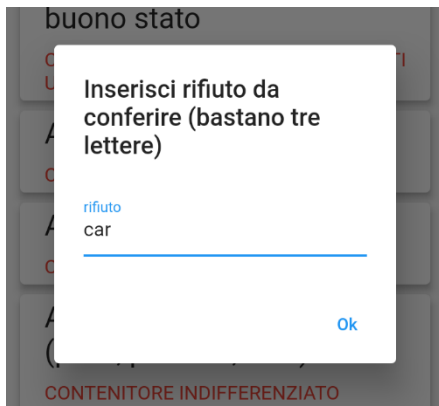 buono stato
Inserisci rifiuto da
conferire (bastano tre
lettere)
rifiuto
car
Ok
CONTENITORE INDIFFERENZIATO